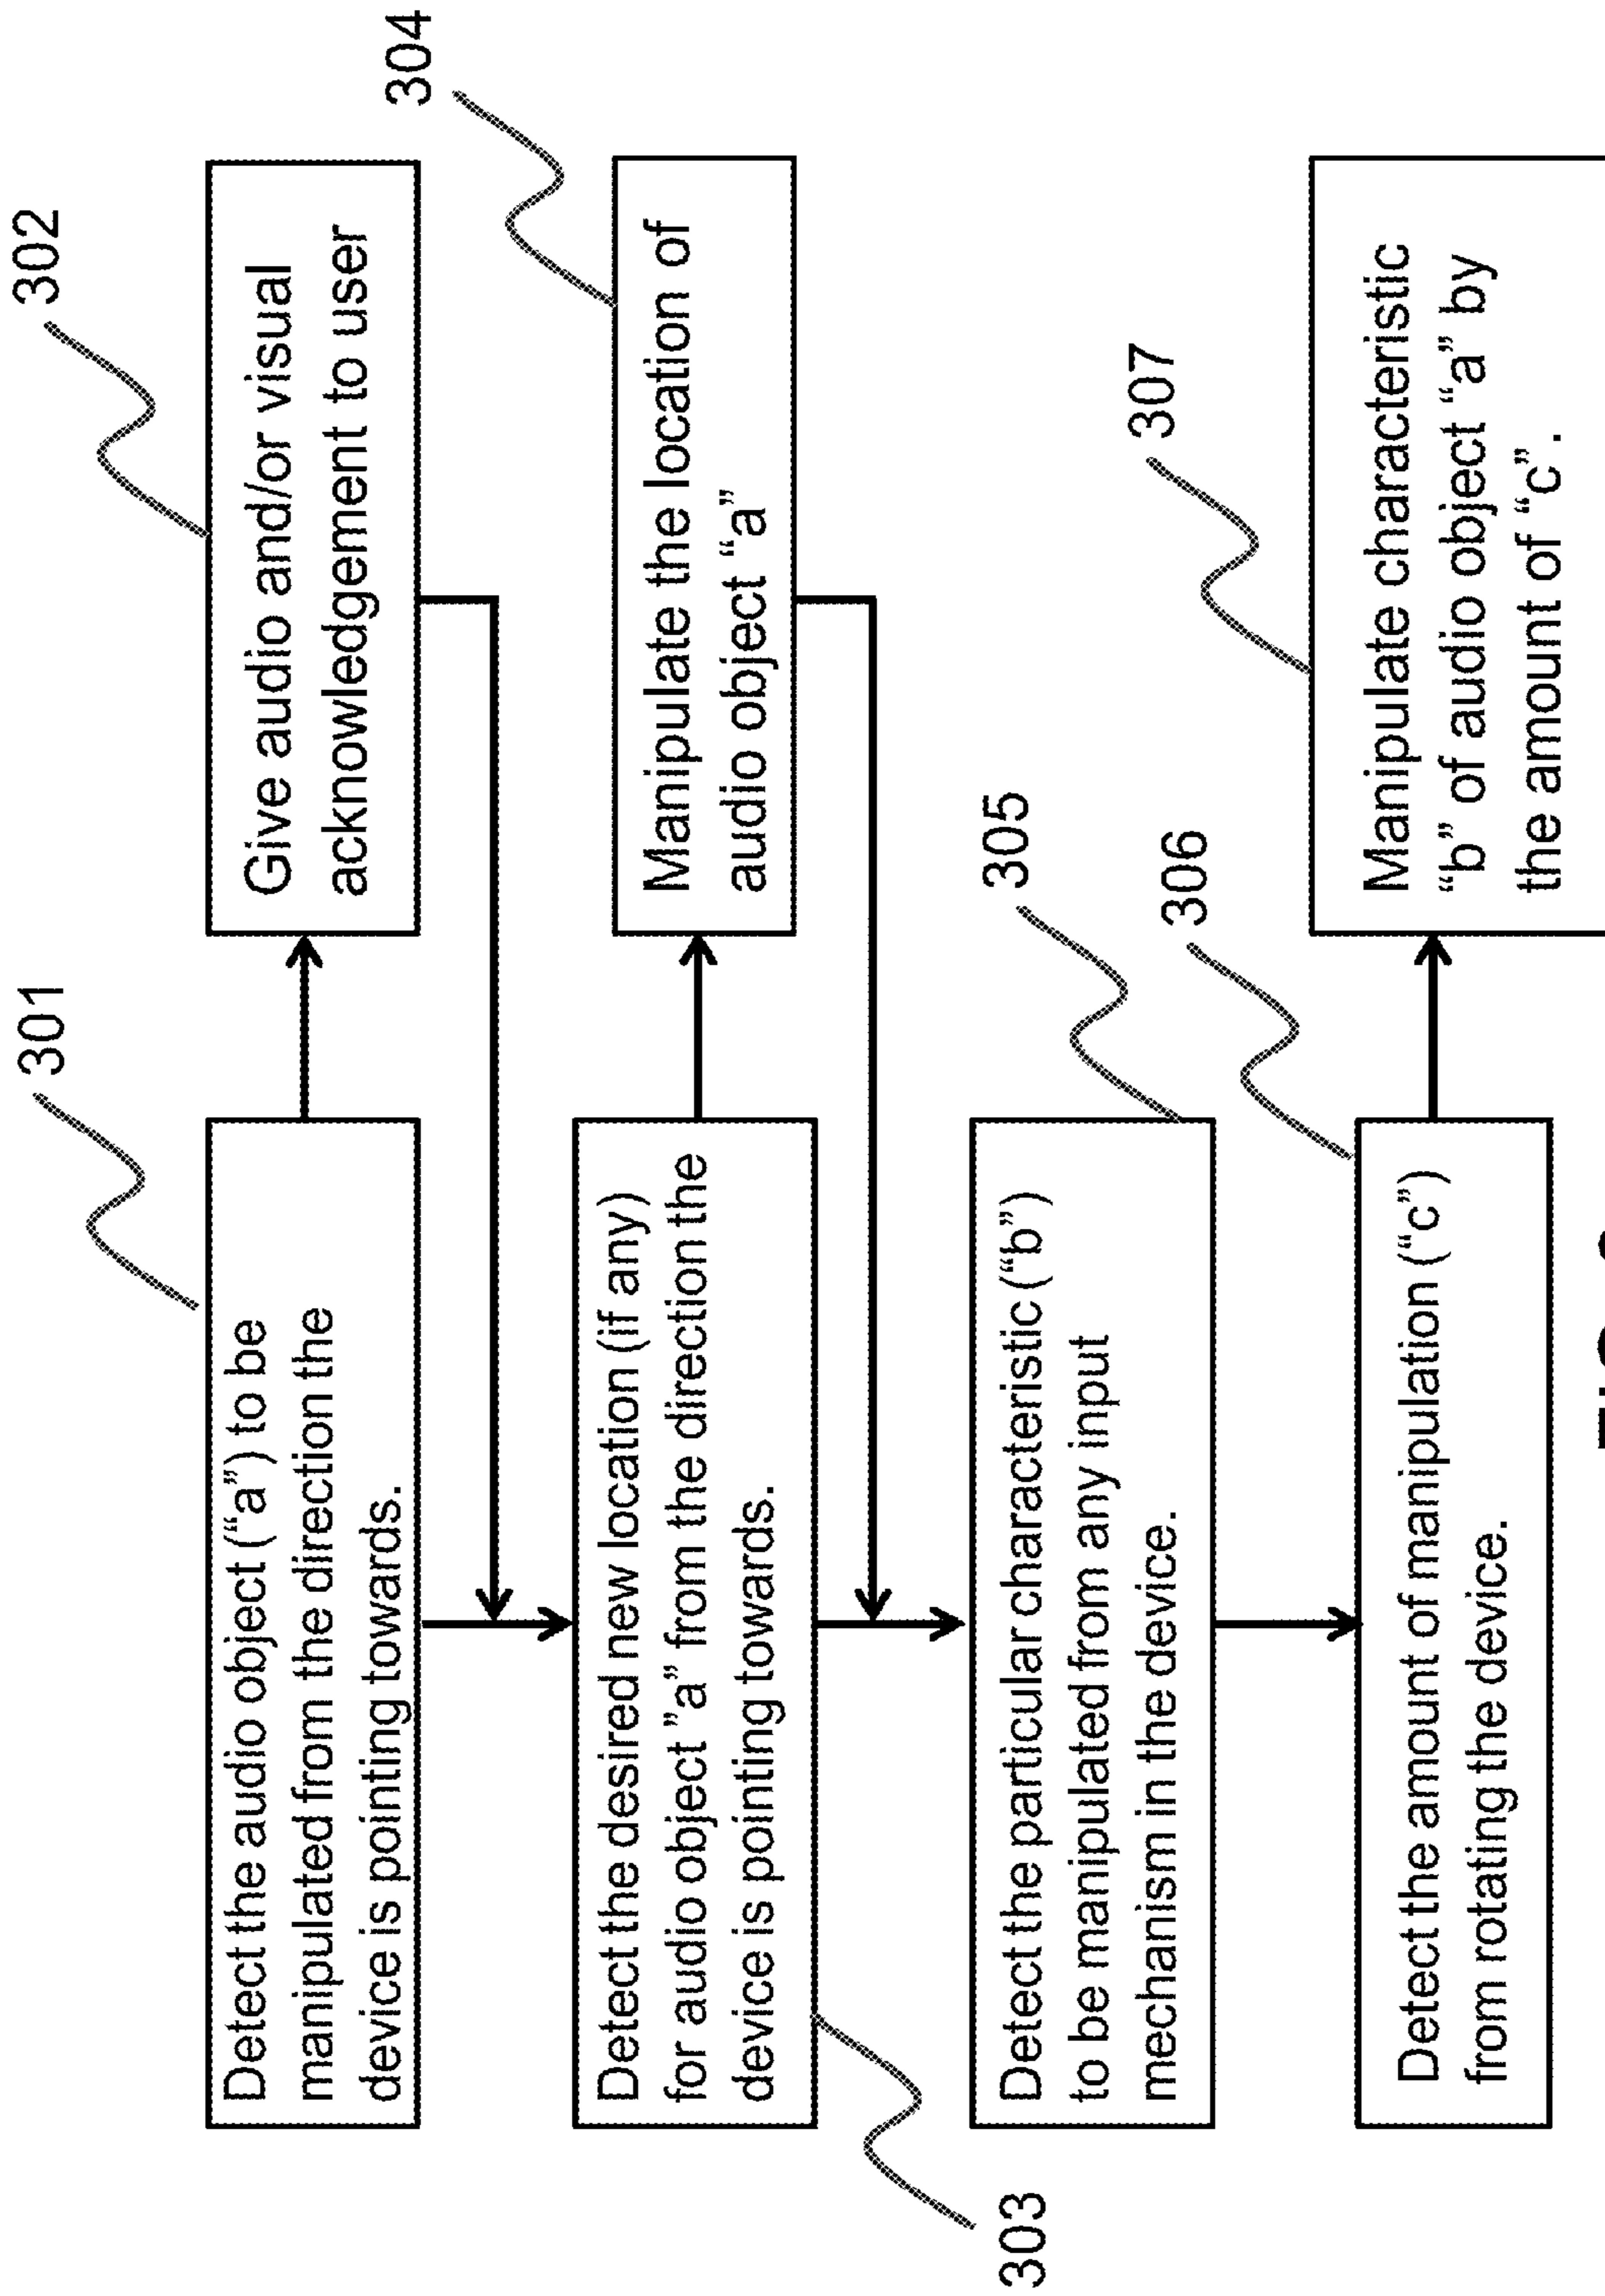 301
Detect the audio object (“a”) to be
manipulated from the direction the
device is pointing towards.
302
Give audio and/or visual
acknowledgement to user
303
Detect the desired new location (if any)
for audio object ”a” from the direction the
device is pointing towards.
304
Manipulate the location of
audio object “a”
305
Detect the particular characteristic (“b”)
to be manipulated from any input
mechanism in the device.
306
Detect the amount of manipulation (“c”)
from rotating the device.
307
Manipulate characteristic
“b” of audio object “a” by
the amount of “c”.